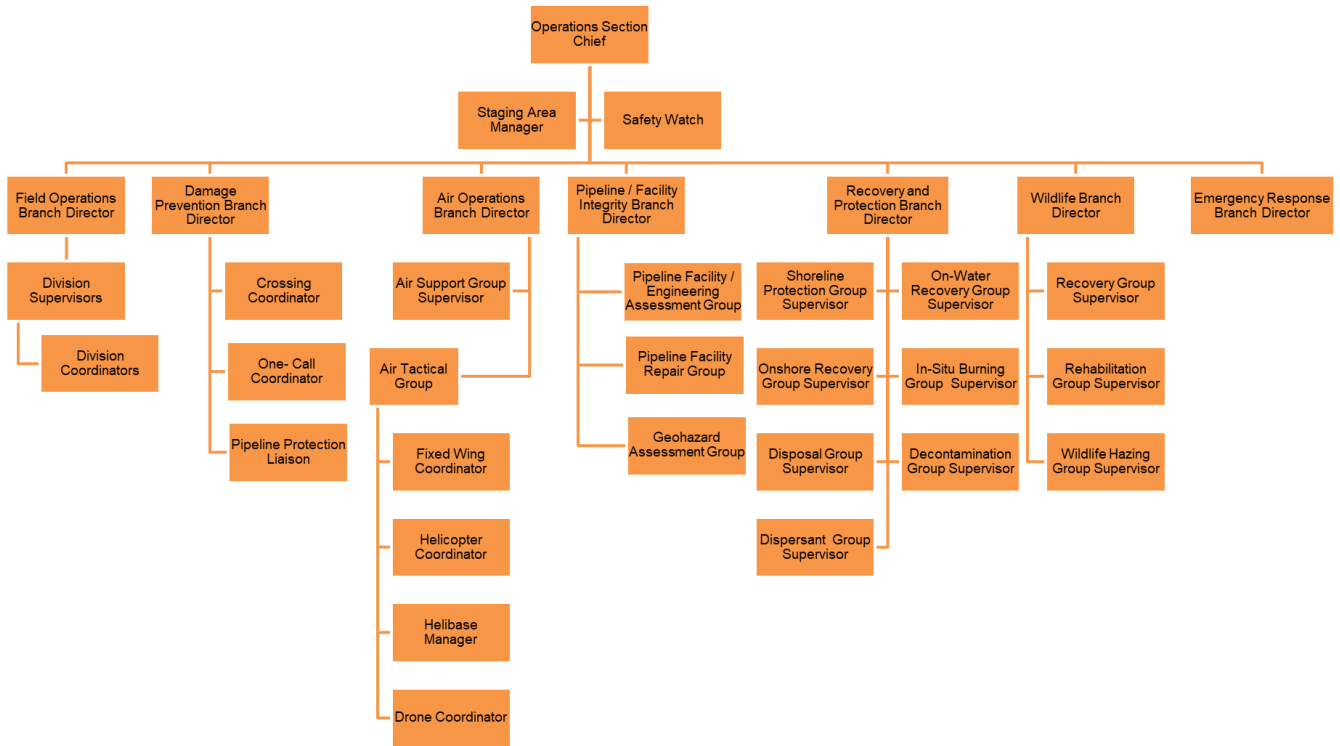 Operations Section
Chief
Staging Area
Manager
Safety Watch
Field Operations
Branch Director
Damage
Prevention Branch
Director
Air Operations
Branch Director
Pipeline / Facility
Integrity Branch
Director
Recovery and
Protection Branch
Director
Wildlife Branch
Director
Emergency Response
Branch Director
Division
Supervisors
Division
Coordinators
Crossing
Coordinator
One- Call
Coordinator
Pipeline Protection
Liaison
Air Support Group
Supervisor
Air Tactical
Group
Fixed Wing
Coordinator
Helicopter
Coordinator
Helibase
Manager
Drone Coordinator
Pipeline Facility /
Engineering
Assessment Group
Pipeline Facility
Repair Group
Geohazard
Assessment Group
Shoreline
Protection Group
Supervisor
On-Water
Recovery Group
Supervisor
Onshore Recovery
Group Supervisor
In-Situ Burning
Group Supervisor
Disposal Group
Supervisor
Decontamination
Group Supervisor
Dispersant Group
Supervisor
Recovery Group
Supervisor
Rehabilitation
Group Supervisor
Wildlife Hazing
Group Supervisor